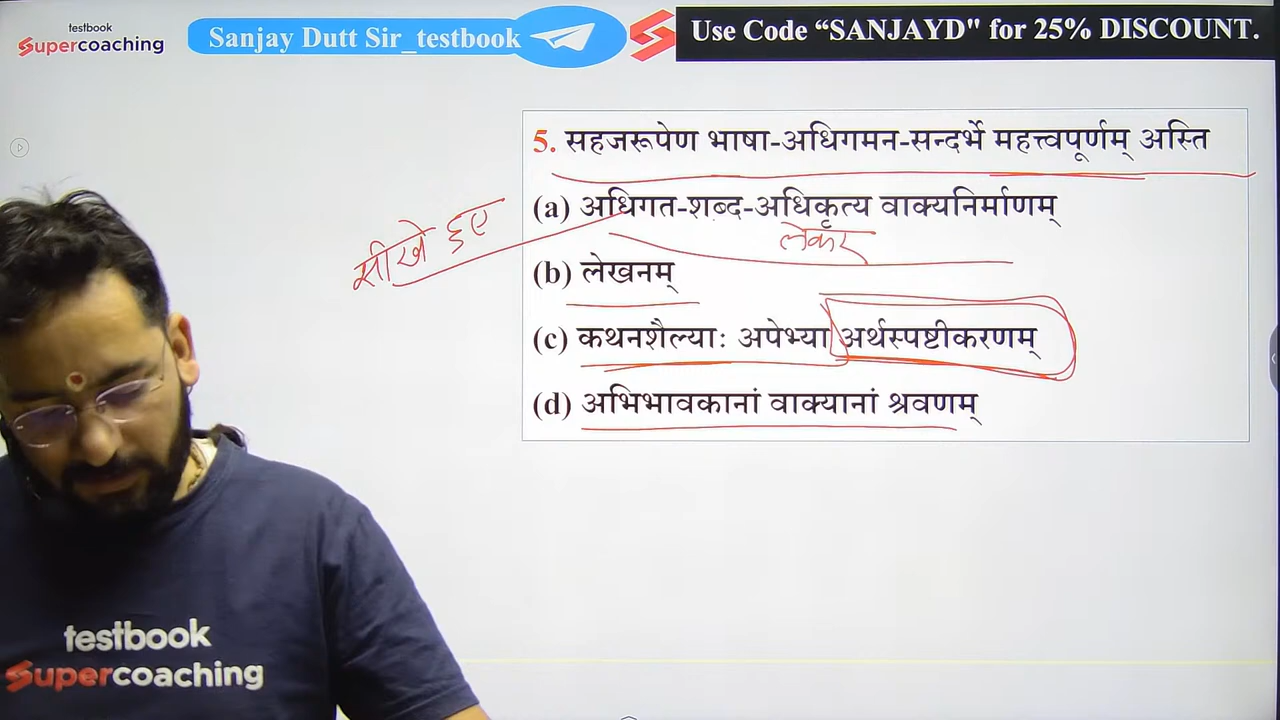 testbook
Supercoaching
Sanjay Dutt Sir_testbook
Use Code “SANJAYD" for 25% DISCOUNT.
5. सहजरूपेण भाषा-अधिगमन-सन्दर्भे महत्त्वपूर्णम् अस्ति
(a) अधिगत-शब्द-अधिकृत्य वाक्यनिर्माणम्
सीखे हुए
लेकर
(b) लेखनम्
(c) कथनशैल्याः अपेभ्या अर्थस्पष्टीकरणम्
(d) अभिभावकानां वाक्यानां श्रवणम्
testbook
Supercoaching